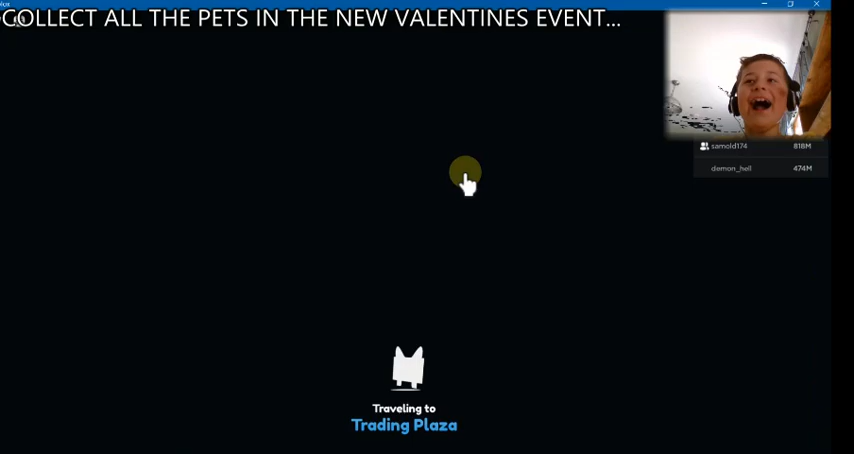 COLLECT ALL THE PETS IN THE NEW VALENTINES EVENT...
samold174 818M
demon_hell 474M
Traveling to
Trading Plaza